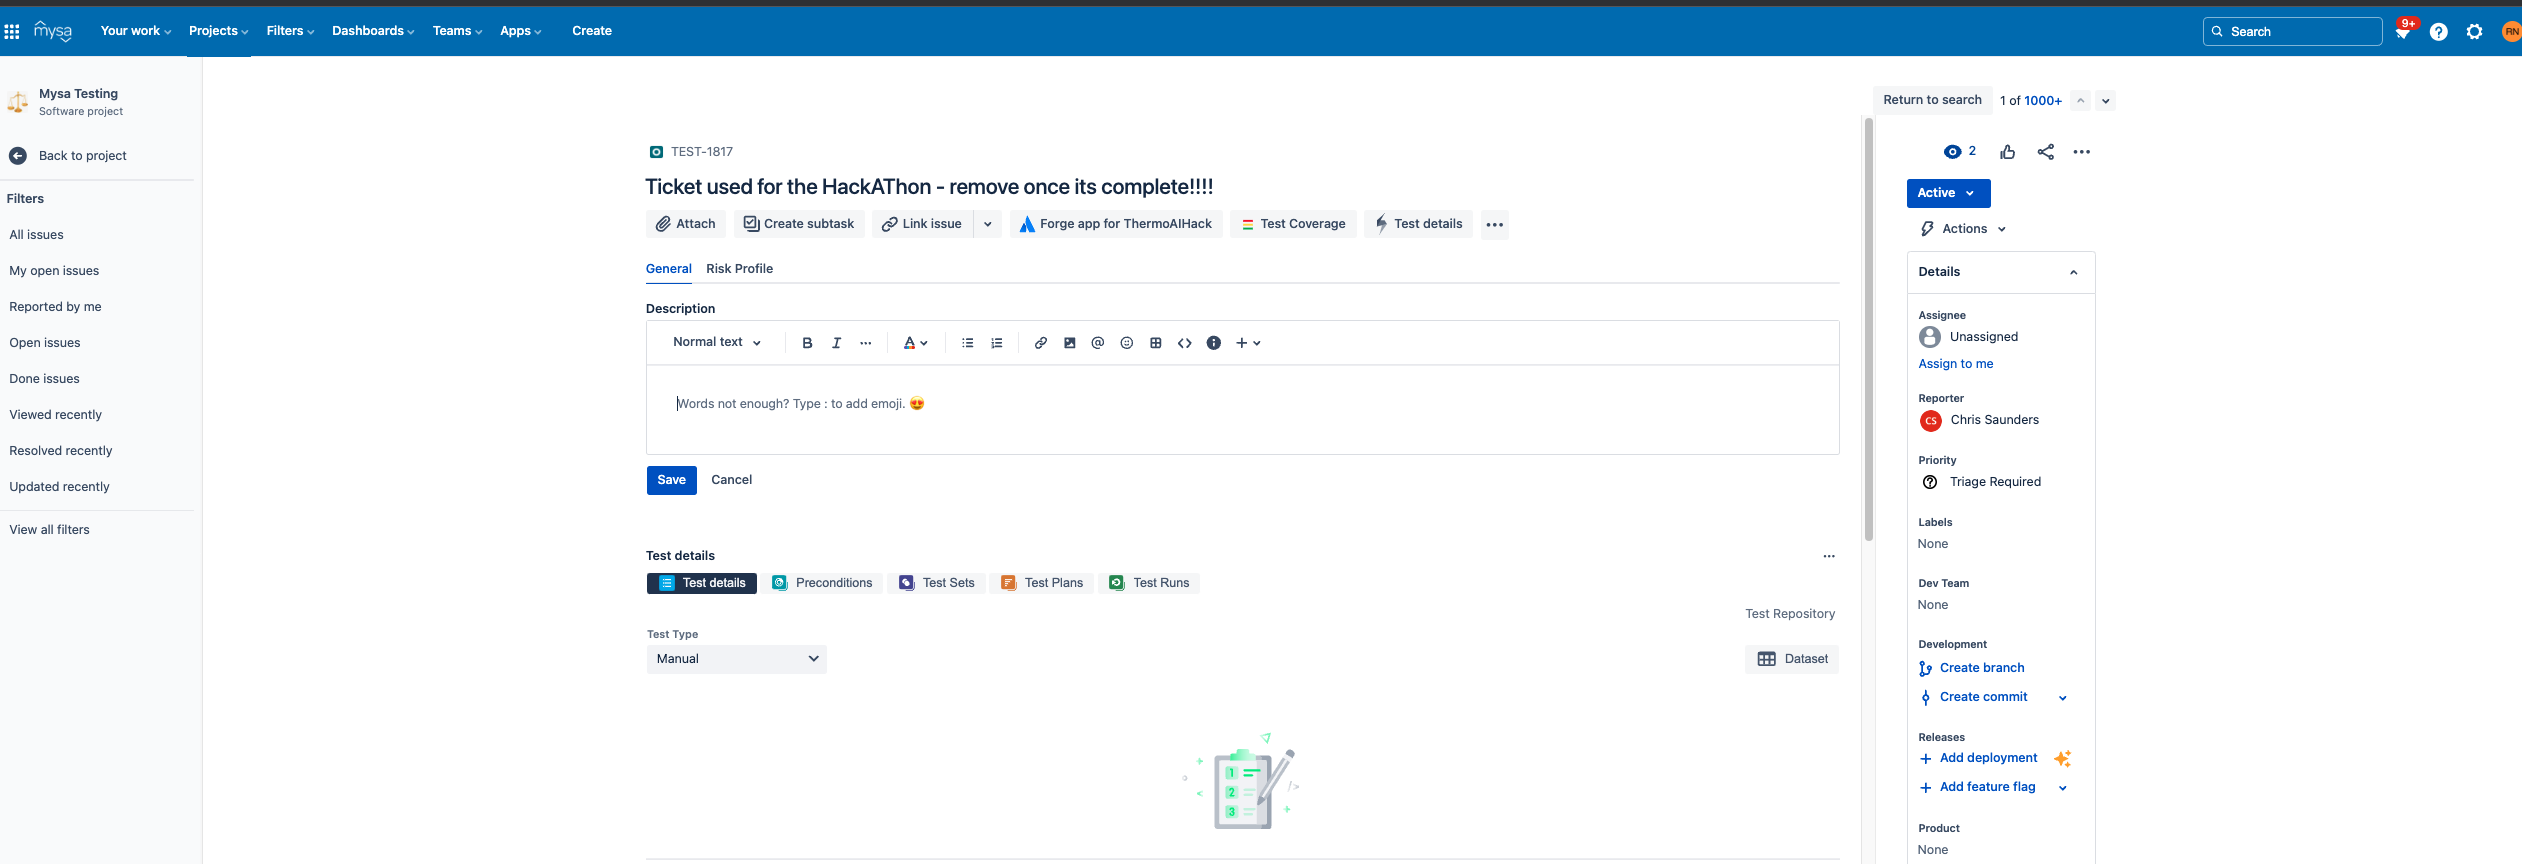 mysa
Your work
Projects
Filters
Dashboards
Teams
Apps
Create
Search
9+
RN
Mysa Testing
Software project
Back to project
Filters
All issues
My open issues
Reported by me
Open issues
Done issues
Viewed recently
Resolved recently
Updated recently
View all filters
Return to search
1 of 1000+
TEST-1817
Ticket used for the HackAThon - remove once its complete!!!!
Attach
Create subtask
Link issue
Forge app for ThermoAIHack
Test Coverage
Test details
General
Risk Profile
Description
Normal text
B I A
Words not enough? Type : to add emoji. 😍
Save
Cancel
Test details
Test details
Preconditions
Test Sets
Test Plans
Test Runs
Test Repository
Test Type
Manual
Dataset
1
2
3
2
Active
Actions
Details
Assignee
Unassigned
Assign to me
Reporter
CS Chris Saunders
Priority
Triage Required
Labels
None
Dev Team
None
Development
Create branch
Create commit
Releases
Add deployment
Add feature flag
Product
None